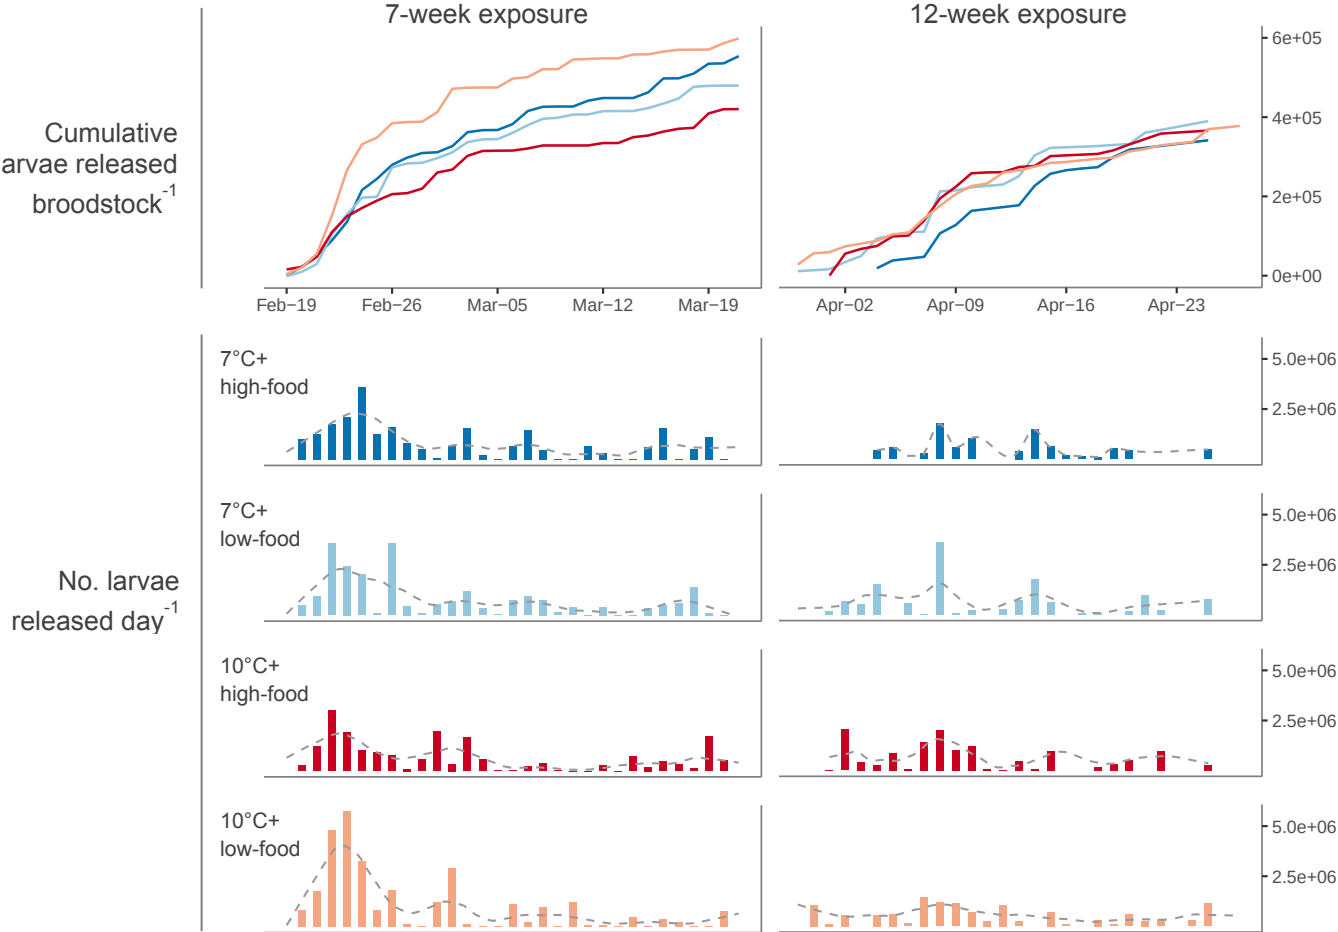 7-week exposure
12-week exposure
Cumulative
arvae released
broodstock-1
6e+05
4e+05
2e+05
0e+00
Feb−19
Feb−26
Mar−05
Mar−12
Mar−19
Apr−02
Apr−09
Apr−16
Apr−23
No. larvae
released day-1
7°C+
high-food
5.0e+06
2.5e+06
7°C+
low-food
5.0e+06
2.5e+06
10°C+
high-food
5.0e+06
2.5e+06
10°C+
low-food
5.0e+06
2.5e+06